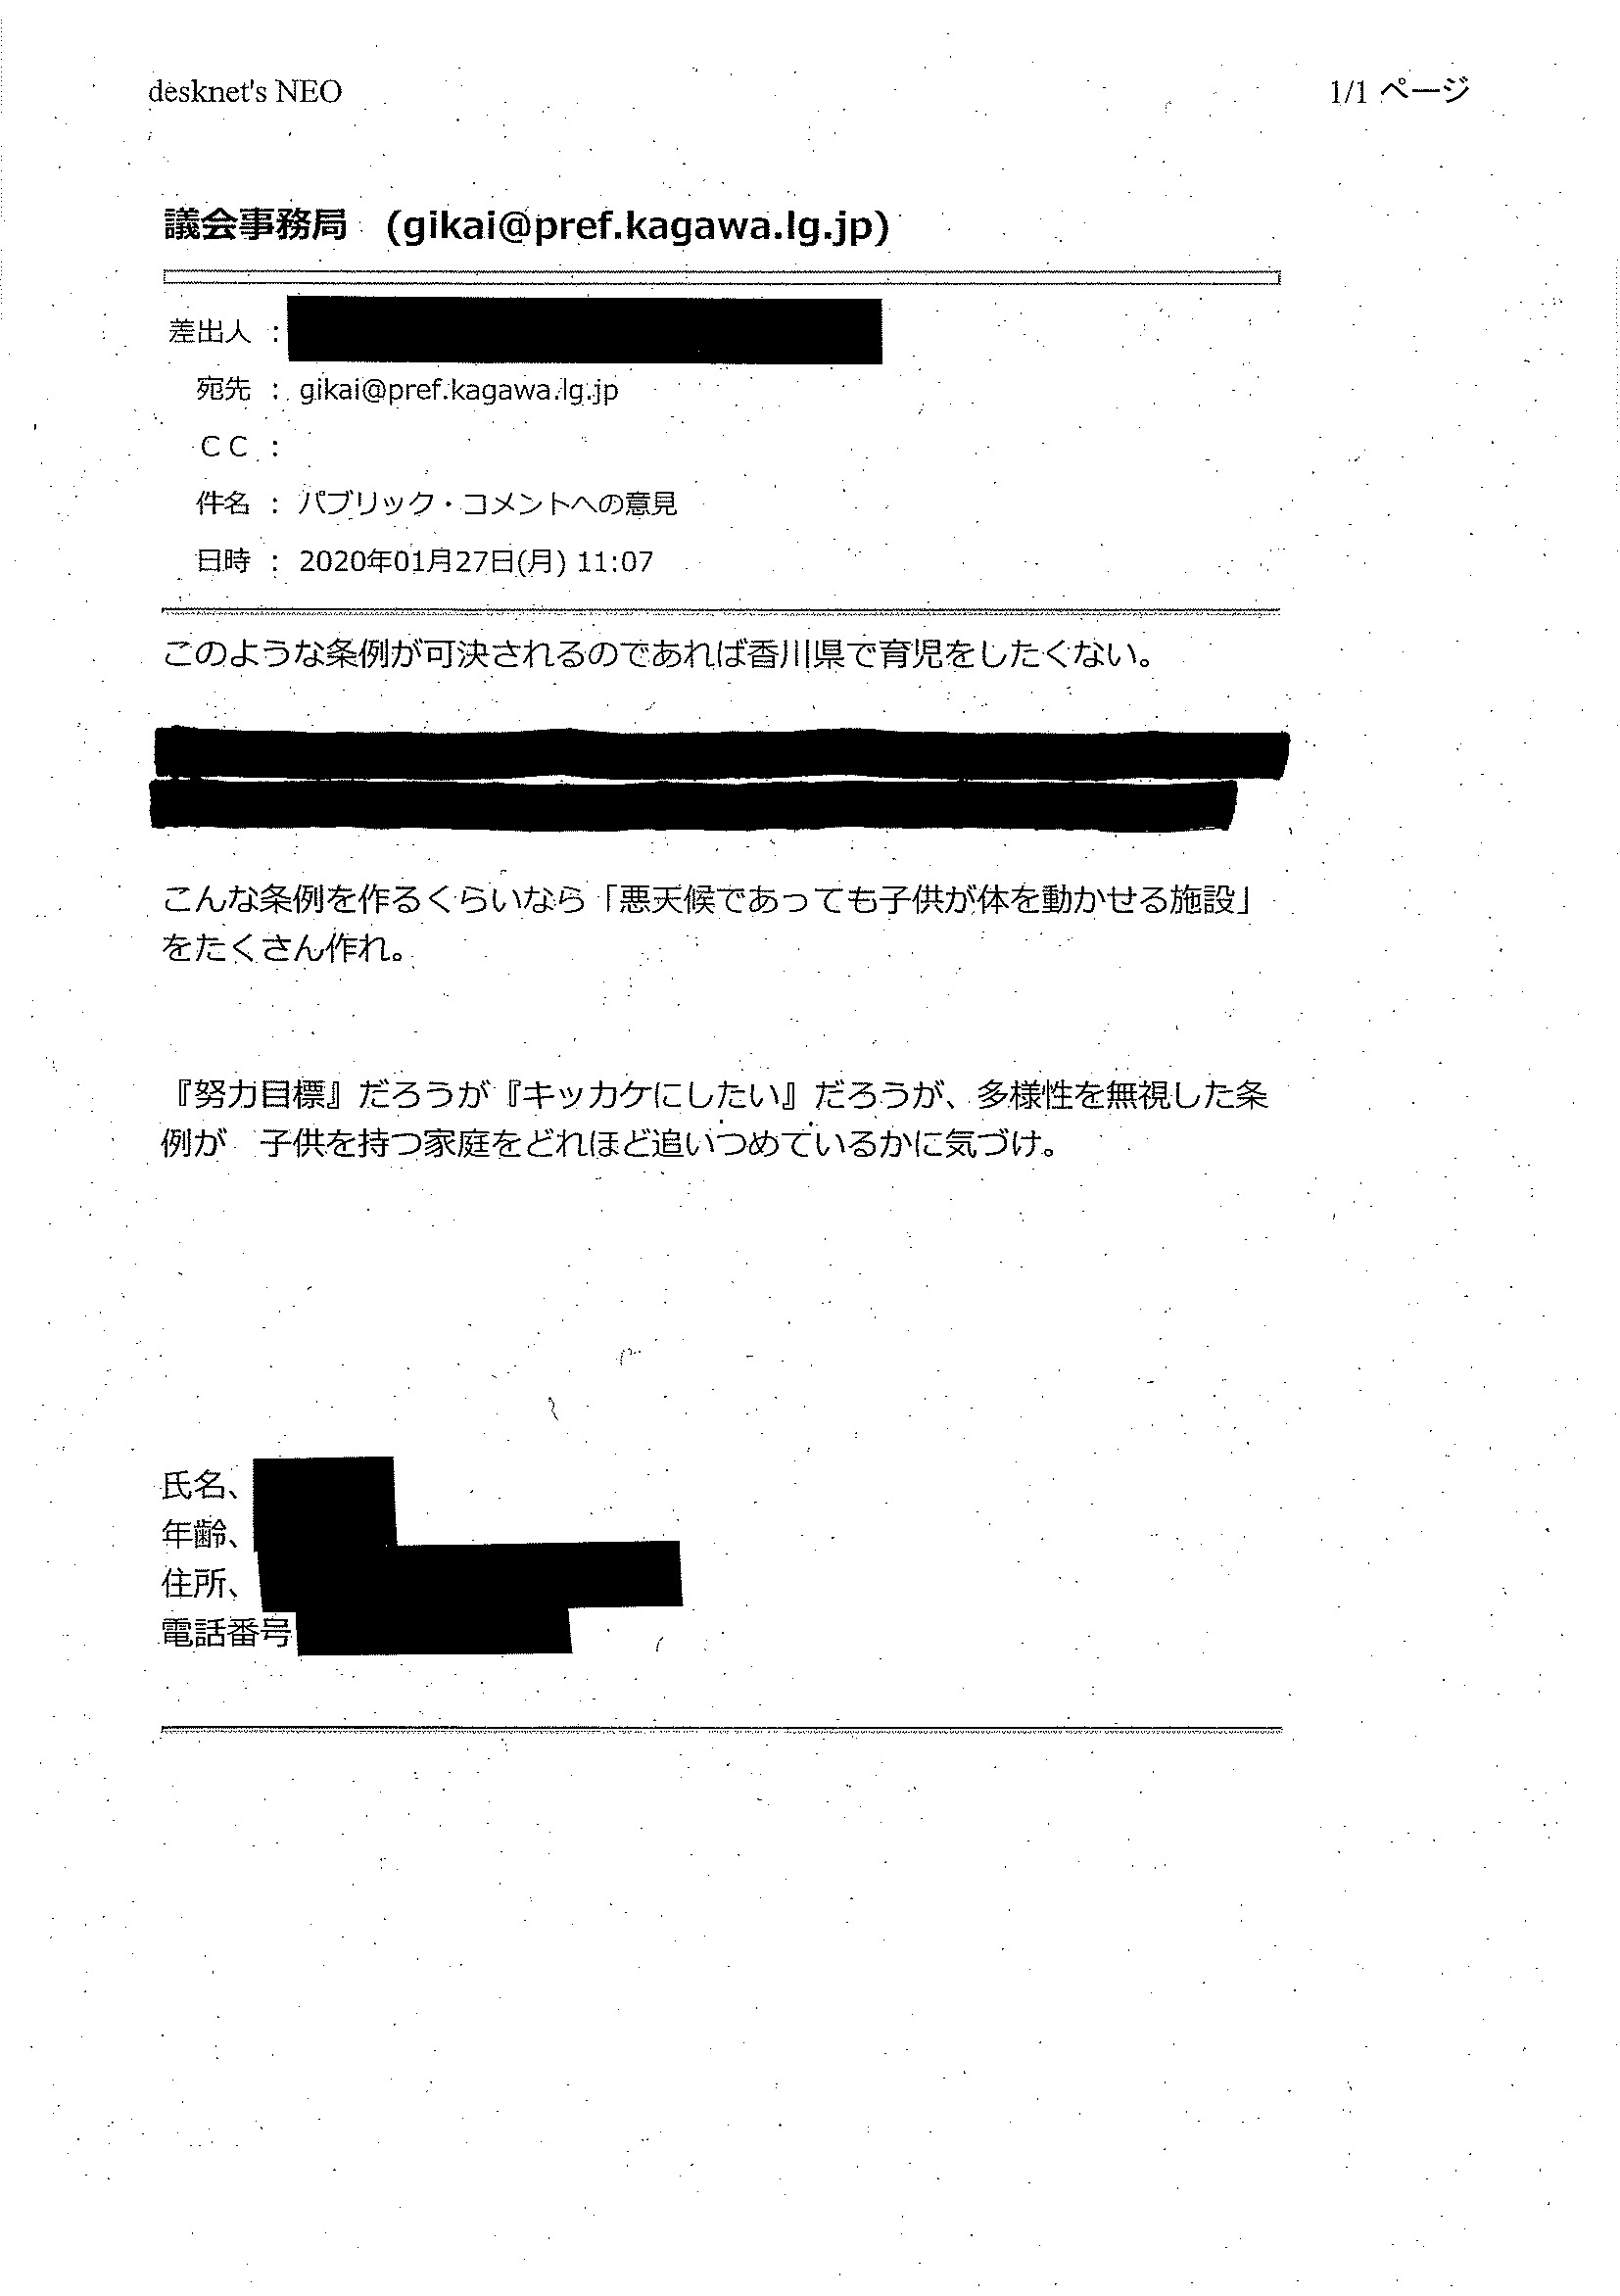 desknet's NEO
1/1 ページ
議会事務局 (gikai@pref.kagawa.lg.jp)
差出人 :
宛先 : gikai@pref.kagawa.lg.jp
ＣＣ :
件名 : パブリック・コメントへの意見
日時 : 2020年01月27日(月) 11:07
このような条例が可決されるのであれば香川県で育児をしたくない。
こんな条例を作るくらいなら「悪天候であっても子供が体を動かせる施設」
をたくさん作れ。
『努力目標』だろうが『キッカケにしたい』だろうが、多様性を無視した条
例が　子供を持つ家庭をどれほど追いつめているかに気づけ。
氏名、
年齢、
住所、
電話番号